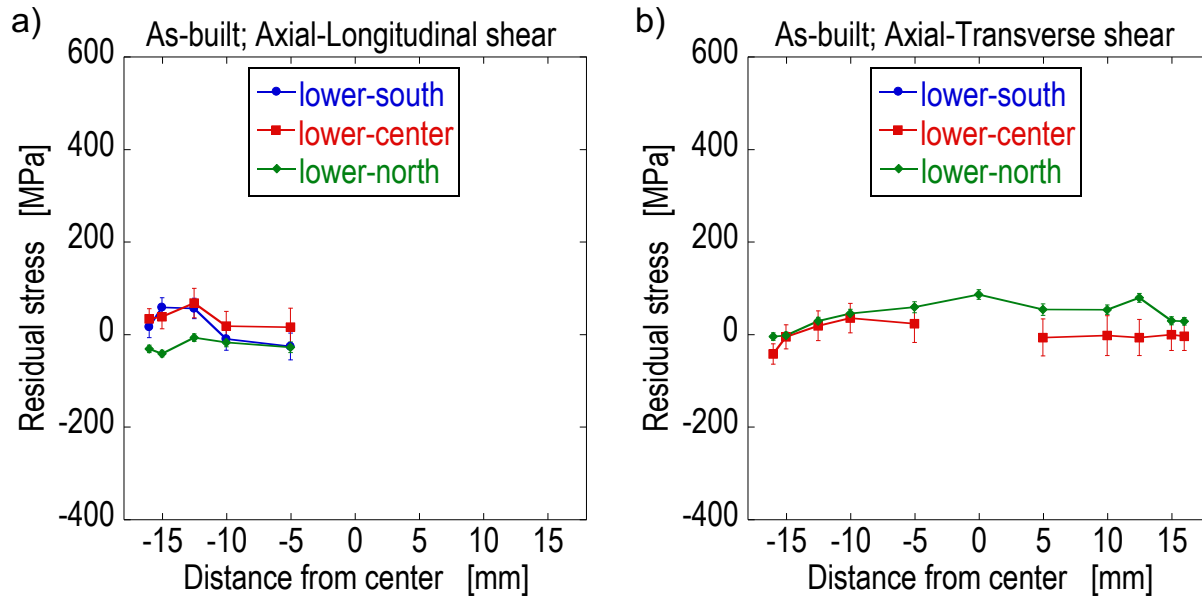 a)
As-built; Axial-Longitudinal shear
600
400
200
0
-200
-400
Residual stress [MPa]
lower-south
lower-center
lower-north
-15 -10 -5 0 5 10 15
Distance from center [mm]
b)
As-built; Axial-Transverse shear
600
400
200
0
-200
-400
Residual stress [MPa]
lower-south
lower-center
lower-north
-15 -10 -5 0 5 10 15
Distance from center [mm]